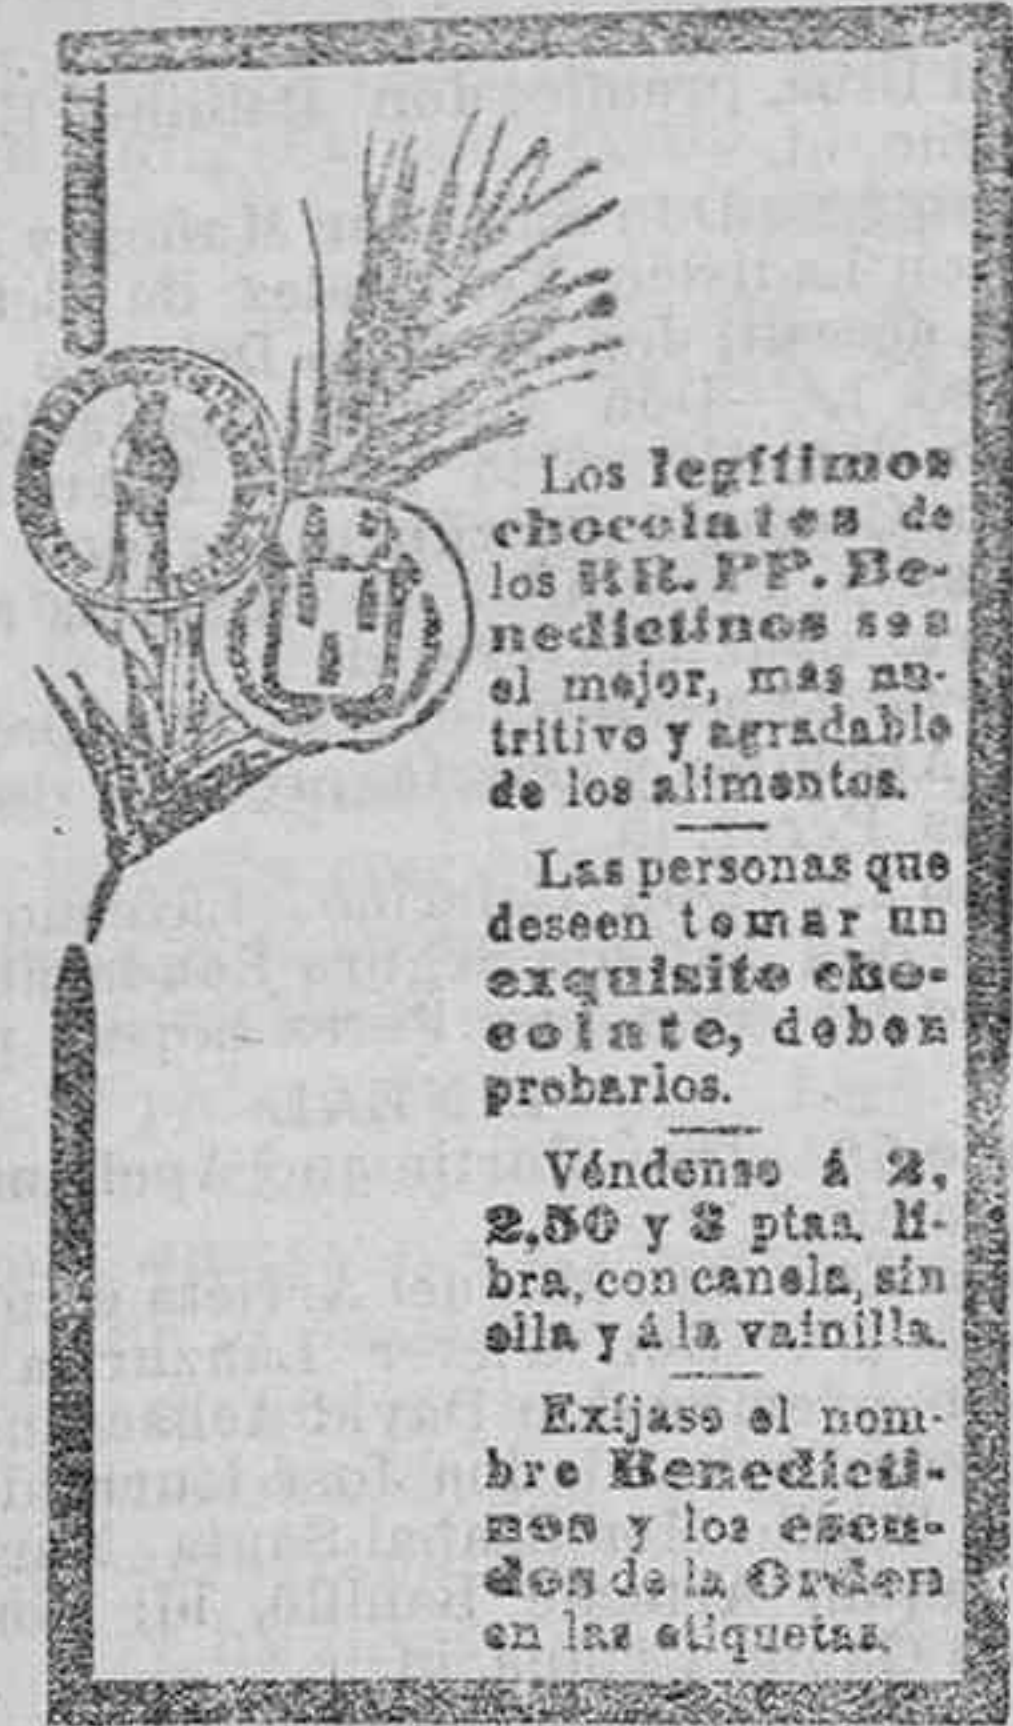 Los legítimos
chocolates de
los RR. PP. Be-
nedictinos son
el mejor, más nu-
tritivo y agradable
de los alimentos.
Las personas que
deseen tomar un
exquisito cho-
colate, deben
probarlos.
Véndense á 2,
2,50 y 3 ptas. li-
bra, con canela, sin
ella y á la vainilla.
Exíjase el nom-
bre Benedicti-
nos y los escu-
dos de la Orden
en las etiquetas.